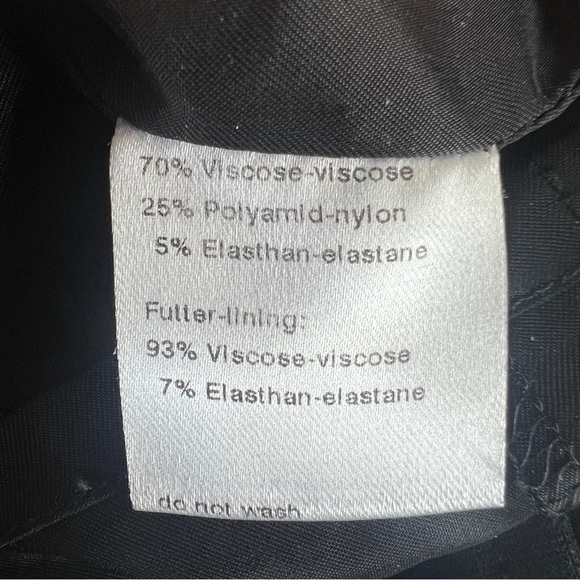 70% Viscose-viscose
25% Polyamid-nylon
5% Elasthan-elastane
Futter-lining:
93% Viscose-viscose
7% Elasthan-elastane
do not wash